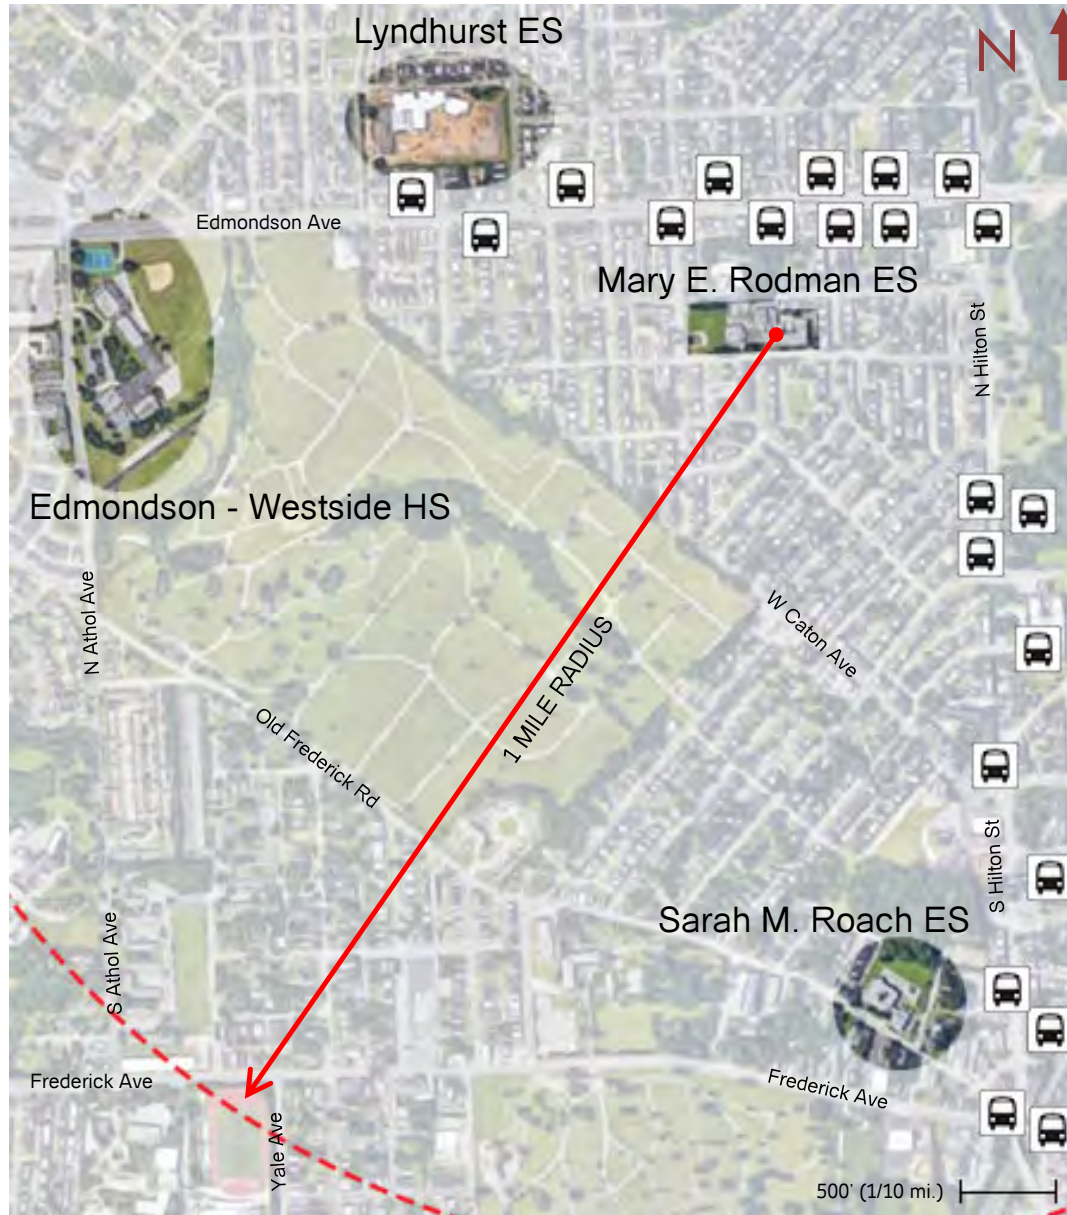 Lyndhurst ES
N
Edmondson Ave
Mary E. Rodman ES
N Hilton St
Edmondson - Westside HS
N Athol Ave
W Caton Ave
1 MILE RADIUS
Old Frederick Rd
S Hilton St
Sarah M. Roach ES
S Athol Ave
Frederick Ave
Frederick Ave
Yale Ave
500' (1/10 mi.)